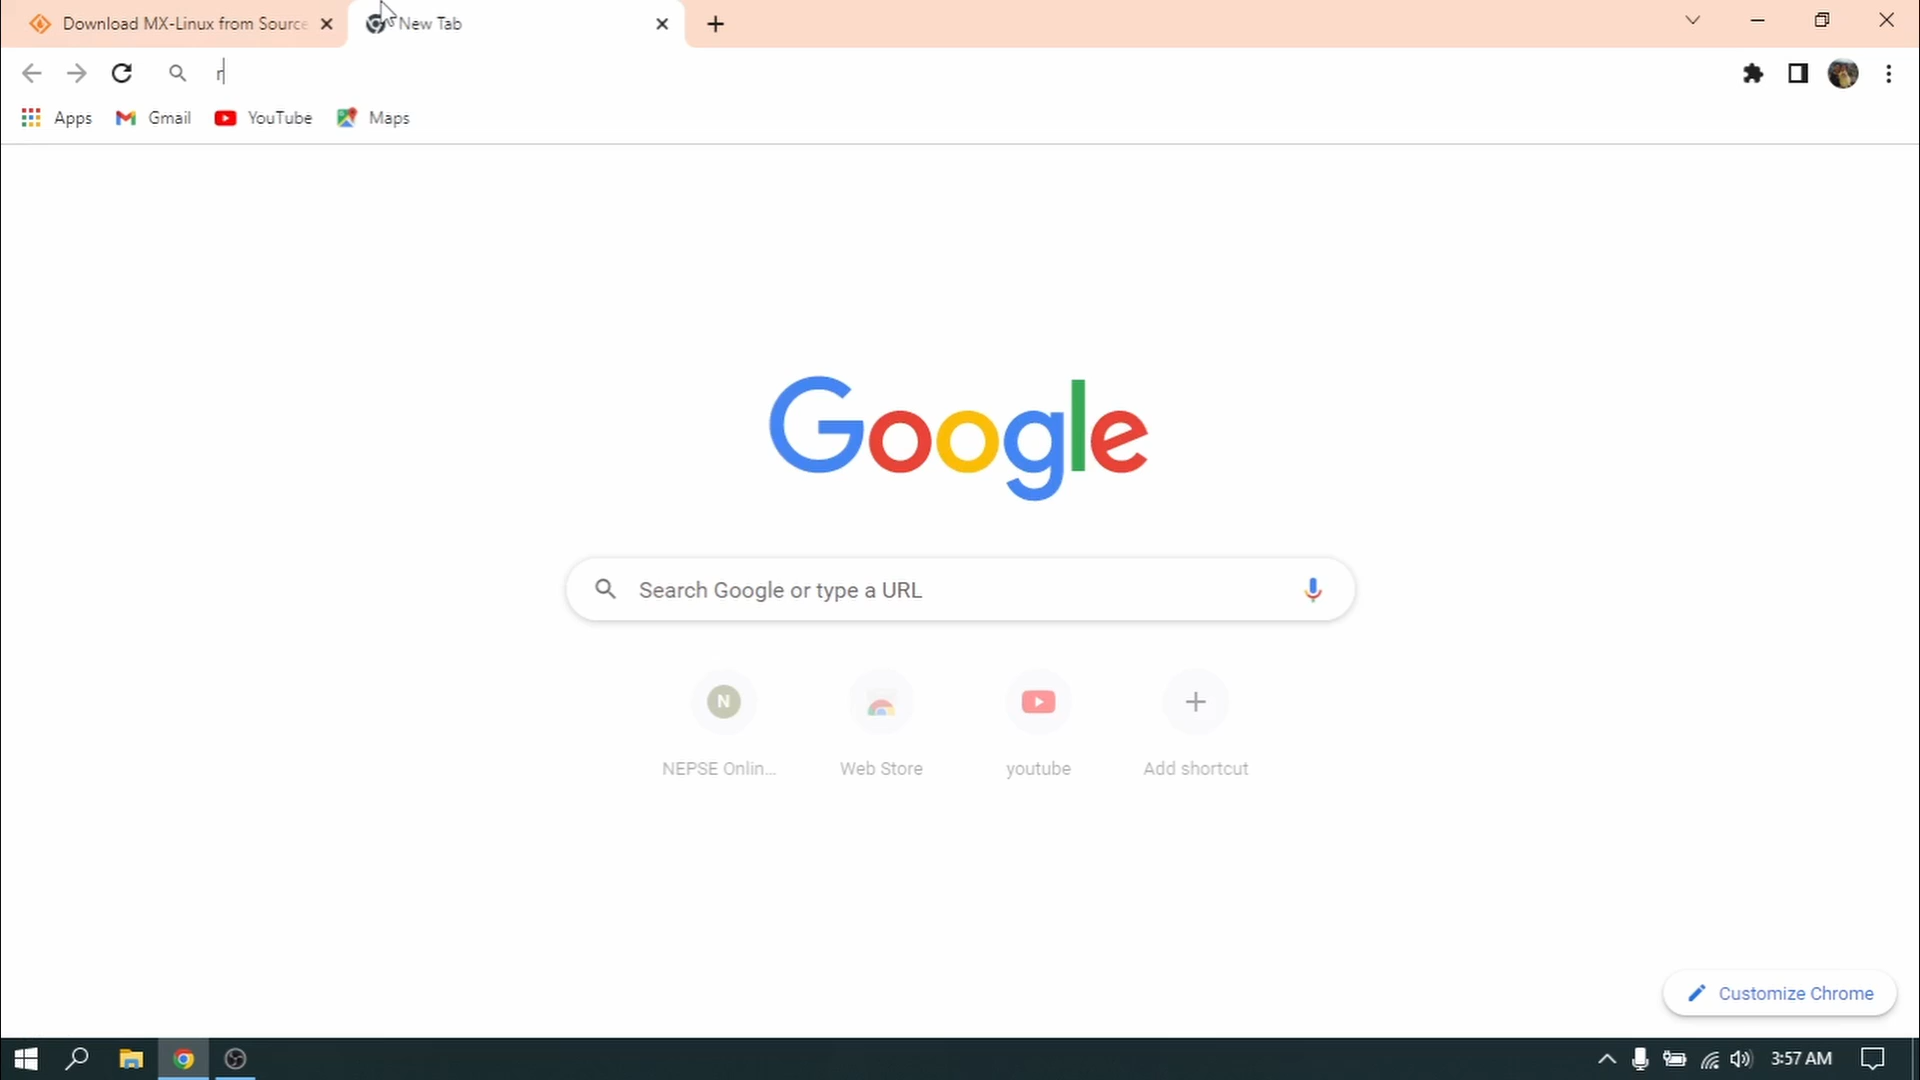 Download MX-Linux from Source
New Tab
r
Apps
Gmail
YouTube
Maps
Google
Search Google or type a URL
N
NEPSE Onlin...
Web Store
youtube
Add shortcut
Customize Chrome
3:57 AM